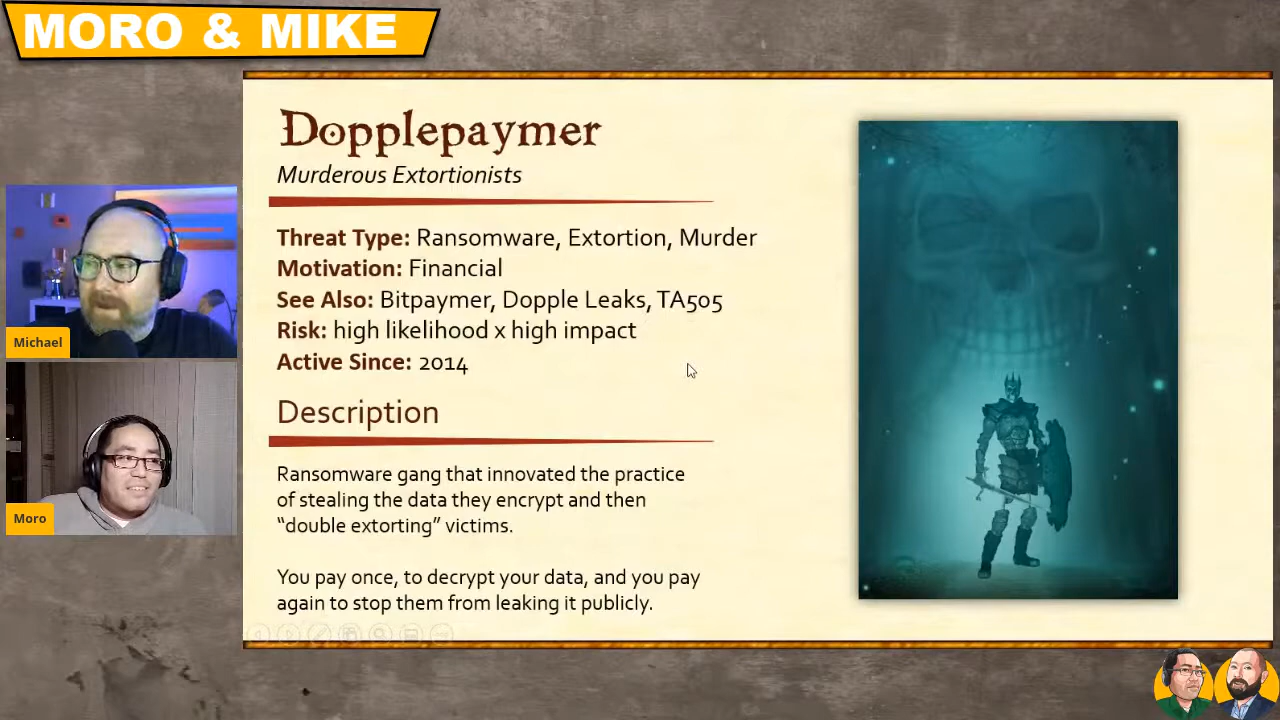 MORO & MIKE
Dopplepaymer
Murderous Extortionists
Threat Type: Ransomware, Extortion, Murder
Motivation: Financial
See Also: Bitpaymer, Dopple Leaks, TA505
Risk: high likelihood x high impact
Active Since: 2014
Description
Ransomware gang that innovated the practice
of stealing the data they encrypt and then
“double extorting” victims.
You pay once, to decrypt your data, and you pay
again to stop them from leaking it publicly.
Michael
Moro